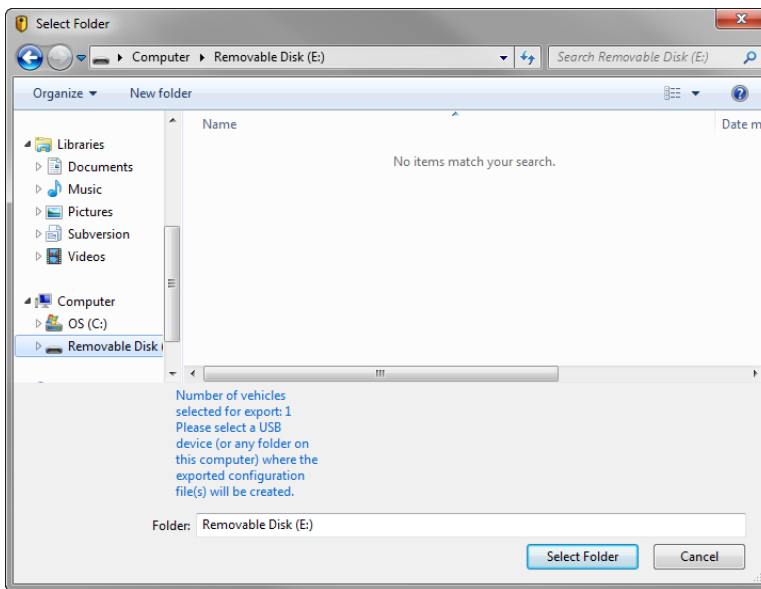 Select Folder
Computer Removable Disk (E:)
Search Removable Disk (E:)
Organize New folder
Name Date m
No items match your search.
Libraries
Documents
Music
Pictures
Subversion
Videos
Computer
OS (C:)
Removable Disk (
Number of vehicles
selected for export: 1
Please select a USB
device (or any folder on
this computer) where the
exported configuration
file(s) will be created.
Folder: Removable Disk (E:)
Select Folder Cancel